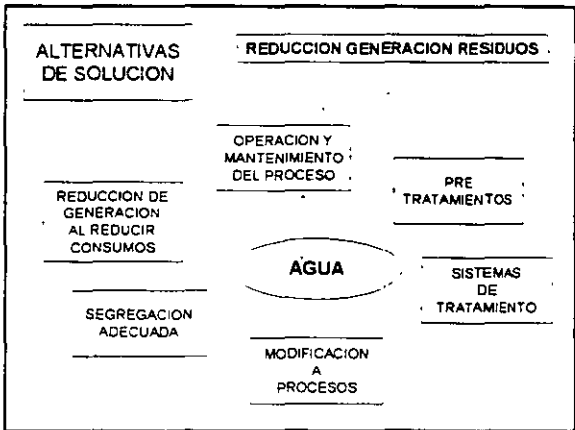 ALTERNATIVAS
DE SOLUCION
REDUCCION GENERACION RESIDUOS
OPERACION Y
MANTENIMIENTO
DEL PROCESO
PRE
TRATAMIENTOS
REDUCCION DE
GENERACION
AL REDUCIR
CONSUMOS
AGUA
SISTEMAS
DE
TRATAMIENTO
SEGREGACION
ADECUADA
MODIFICACION
A
PROCESOS